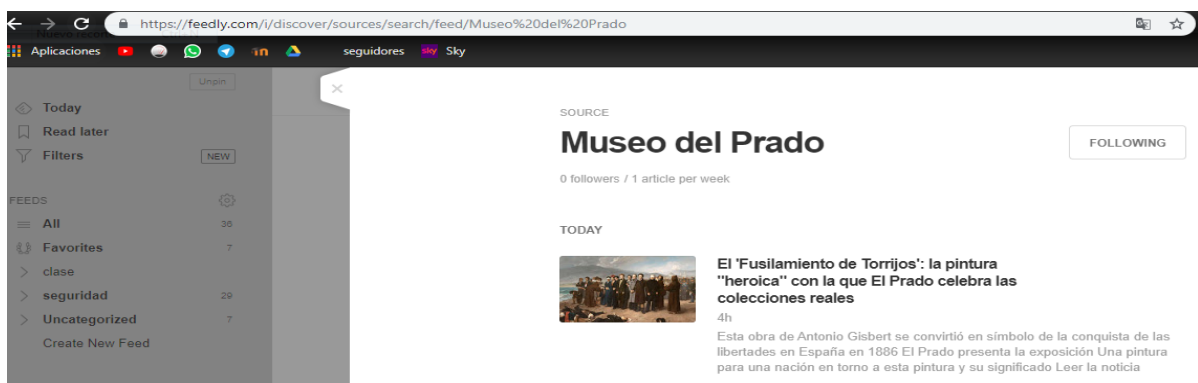 https://feedly.com/i/discover/sources/search/feed/Museo%20del%20Prado
Aplicaciones in seguidores sky Sky
Unpin
Today
Read later
Filters NEW
FEEDS
All 36
Favorites 7
clase
seguridad 29
Uncategorized 7
Create New Feed
SOURCE
Museo del Prado
FOLLOWING
0 followers / 1 article per week
TODAY
El 'Fusilamiento de Torrijos': la pintura
"heroica" con la que El Prado celebra las
colecciones reales
4h
Esta obra de Antonio Gisbert se convirtió en símbolo de la conquista de las
libertades en España en 1886 El Prado presenta la exposición Una pintura
para una nación en torno a esta pintura y su significado Leer la noticia